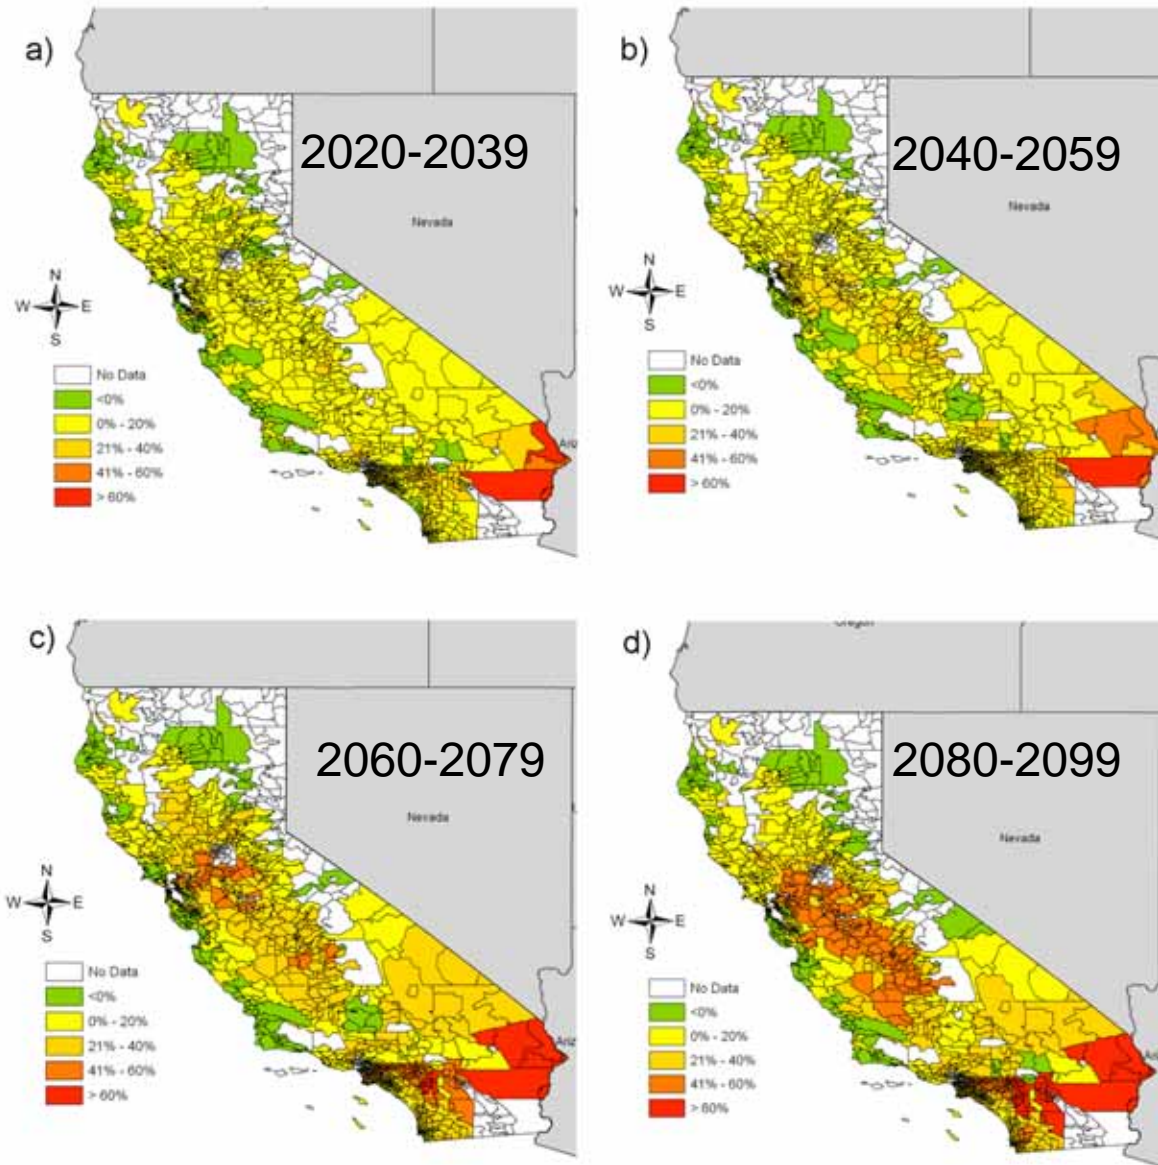 a)
2020-2039
Nevada
N
W E
S
No Data
<0%
0% - 20%
21% - 40%
41% - 60%
> 60%
b)
2040-2059
Nevada
N
W E
S
No Data
<0%
0% - 20%
21% - 40%
41% - 60%
> 60%
c)
2060-2079
Nevada
N
W E
S
No Data
<0%
0% - 20%
21% - 40%
41% - 60%
> 60%
Ariz
d)
2080-2099
Nevada
N
W E
S
No Data
<0%
0% - 20%
21% - 40%
41% - 60%
> 60%